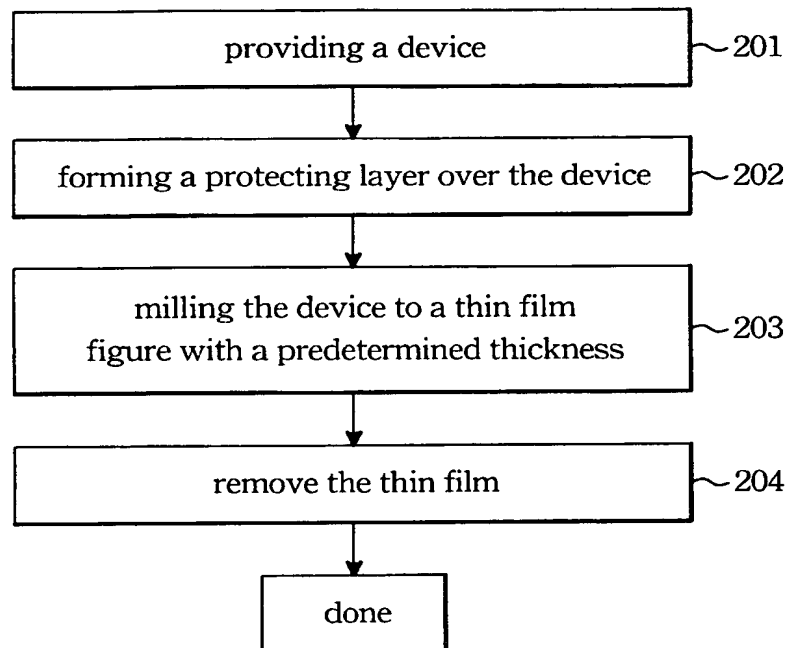 providing a device 201
forming a protecting layer over the device 202
milling the device to a thin film
figure with a predetermined thickness 203
remove the thin film 204
done